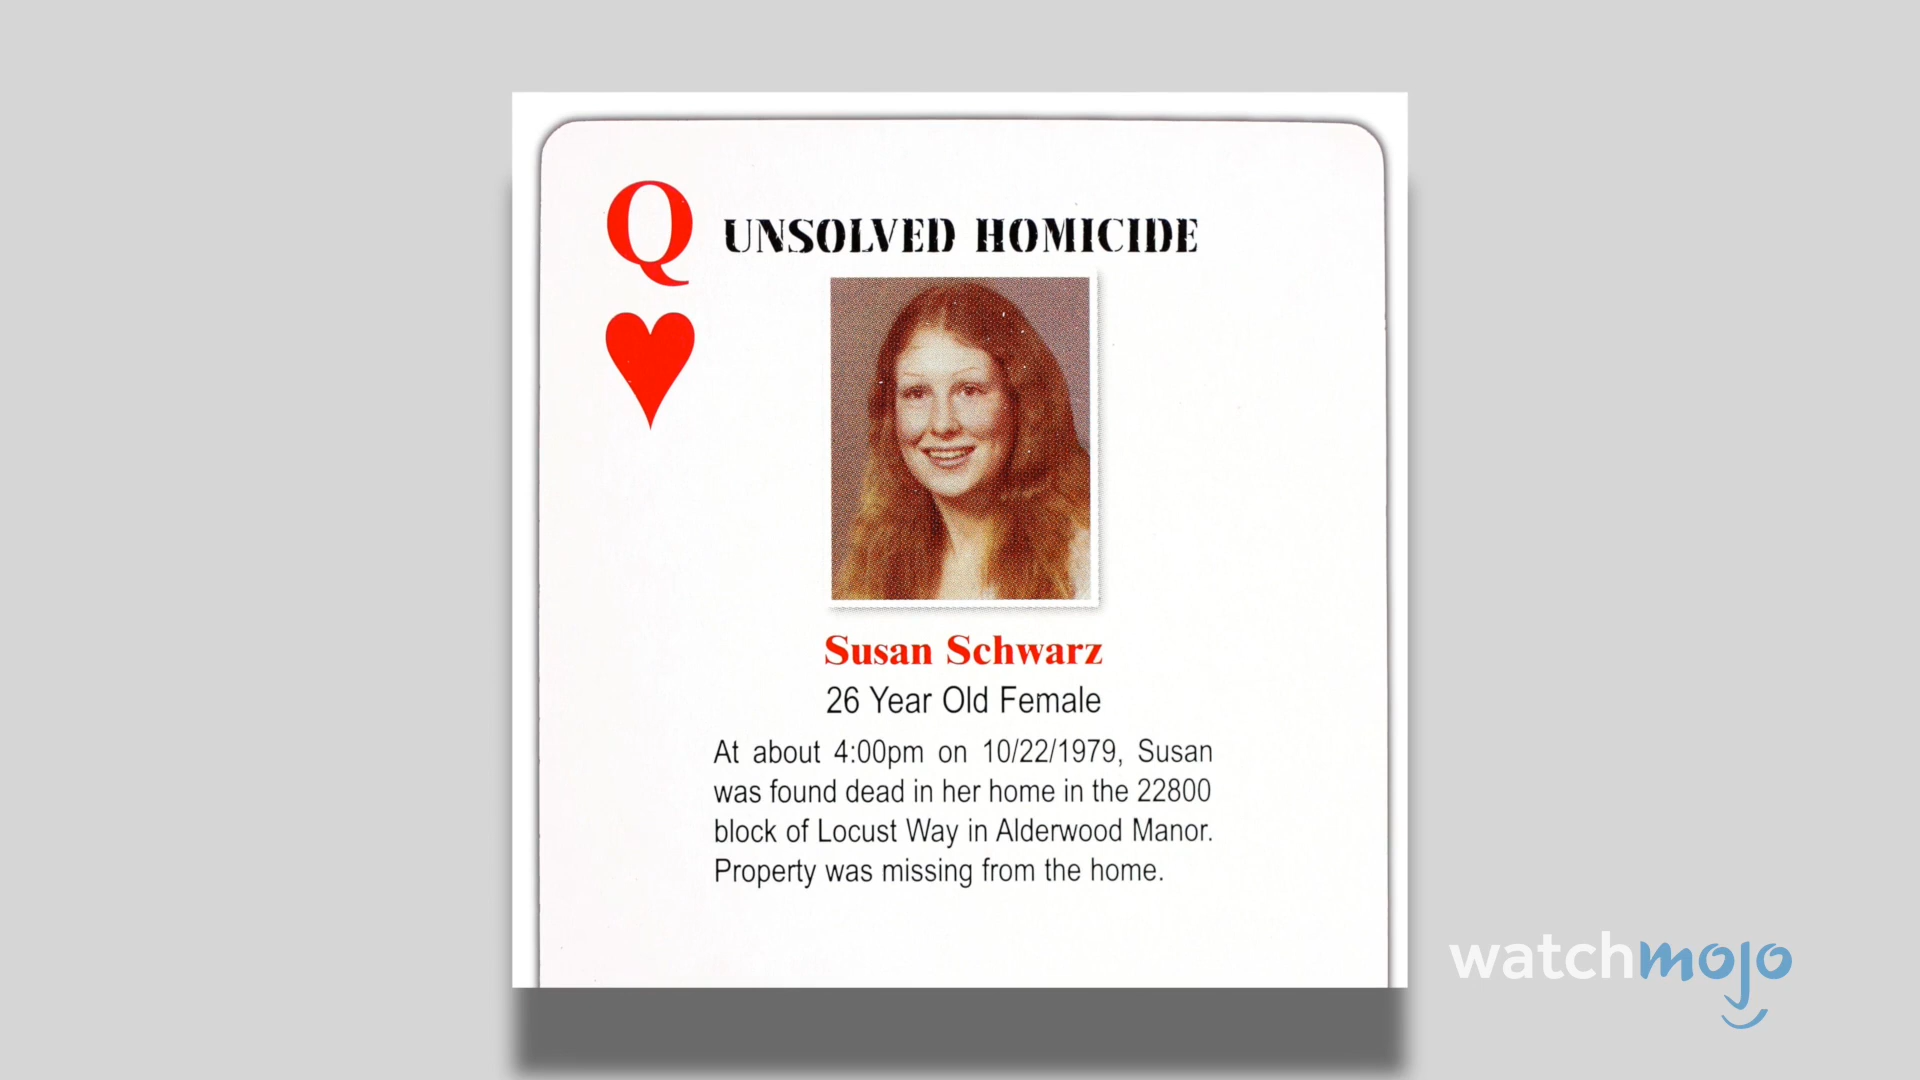 Q
UNSOLVED HOMICIDE
Susan Schwarz
26 Year Old Female
At about 4:00pm on 10/22/1979, Susan
was found dead in her home in the 22800
block of Locust Way in Alderwood Manor.
Property was missing from the home.
watchmojo